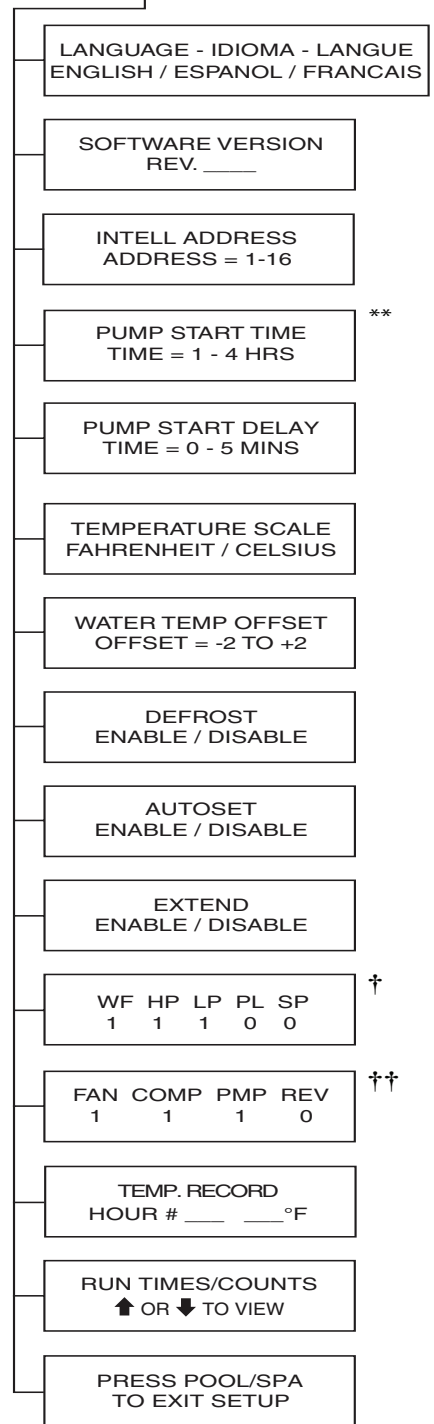 LANGUAGE - IDIOMA - LANGUE
ENGLISH / ESPANOL / FRANCAIS
SOFTWARE VERSION
REV. ____
INTELL ADDRESS
ADDRESS = 1-16
**
PUMP START TIME
TIME = 1 - 4 HRS
PUMP START DELAY
TIME = 0 - 5 MINS
TEMPERATURE SCALE
FAHRENHEIT / CELSIUS
WATER TEMP OFFSET
OFFSET = -2 TO +2
DEFROST
ENABLE / DISABLE
AUTOSET
ENABLE / DISABLE
EXTEND
ENABLE / DISABLE
†
WF HP LP PL SP
1 1 1 0 0
††
FAN COMP PMP REV
1 1 1 0
TEMP. RECORD
HOUR # ___ ___°F
RUN TIMES/COUNTS
⬆ OR ⬇ TO VIEW
PRESS POOL/SPA
TO EXIT SETUP